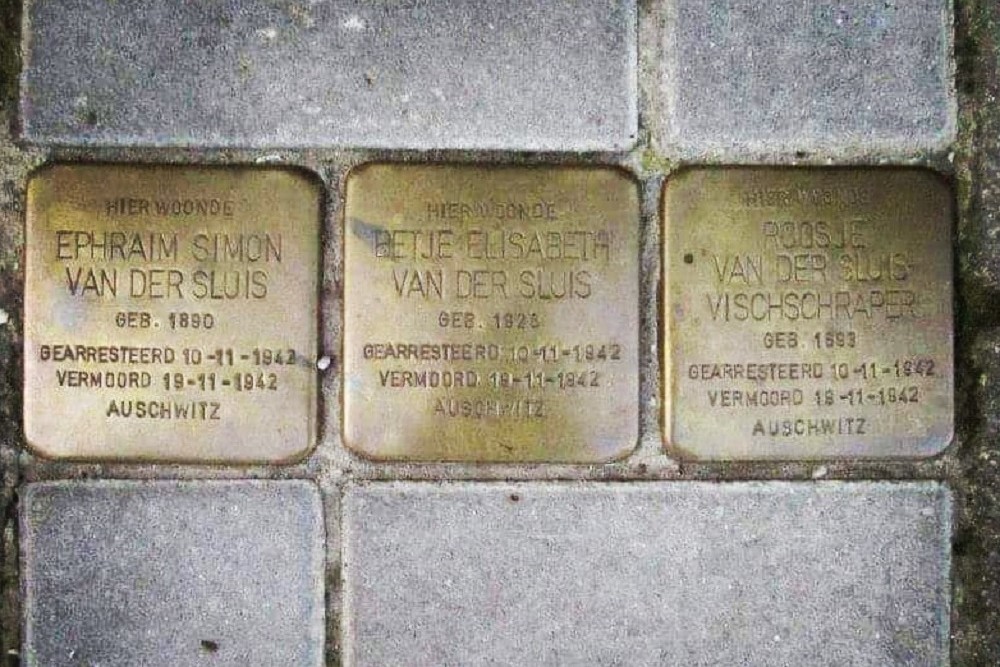 HIER WOONDE
EPHRAIM SIMON
VAN DER SLUIS
GEB. 1890
GEARRESTEERD 10-11-1942
VERMOORD 19-11-1942
AUSCHWITZ
HIER WOONDE
BETJE ELISABETH
VAN DER SLUIS
GEB. 1926
GEARRESTEERD 10-11-1942
VERMOORD 19-11-1942
AUSCHWITZ
HIER WOONDE
ROOSJE
VAN DER SLUIS-
VISCHSCHRAPER
GEB. 1893
GEARRESTEERD 10-11-1942
VERMOORD 19-11-1942
AUSCHWITZ